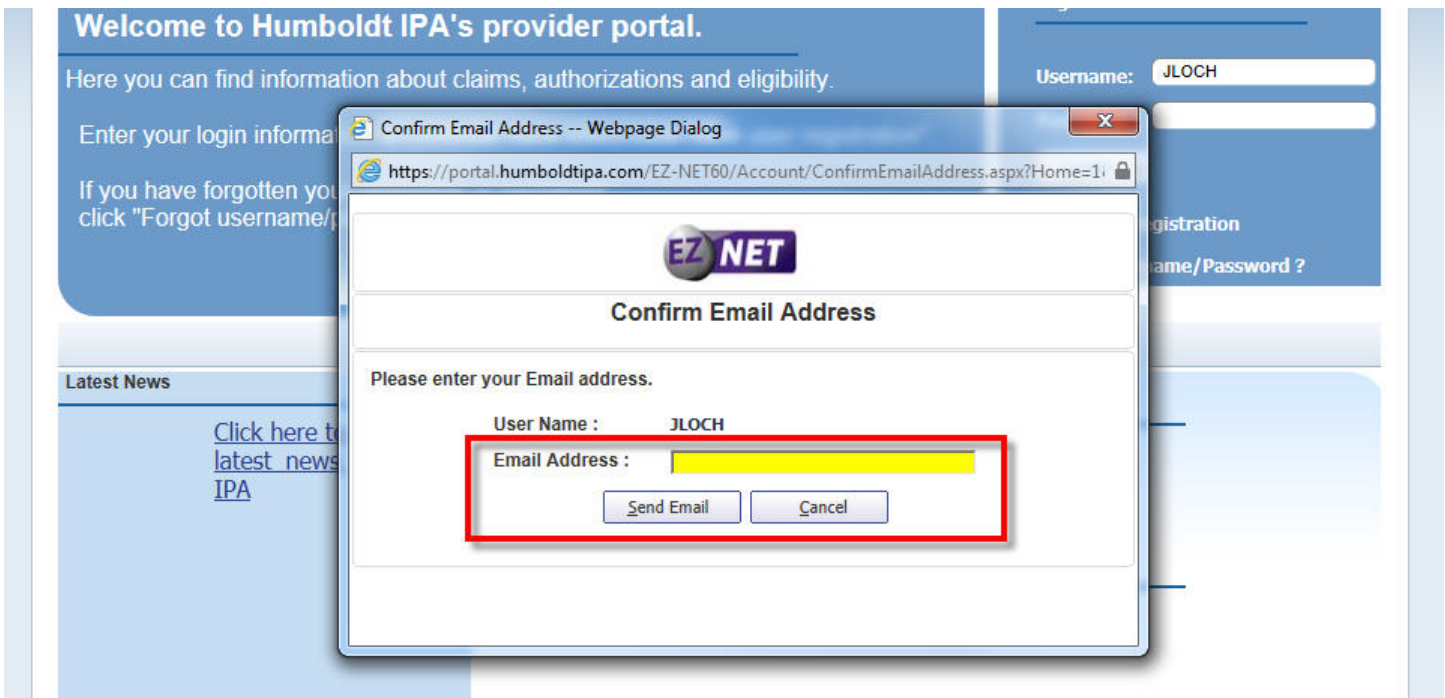 Welcome to Humboldt IPA's provider portal.
Here you can find information about claims, authorizations and eligibility.
Username: JLOCH
Enter your login informa
If you have forgotten you
click "Forgot username/p
Confirm Email Address -- Webpage Dialog
X
https://portal.humboldtipa.com/EZ-NET60/Account/ConfirmEmailAddress.aspx?Home=1
EZ NET
gistration
ame/Password ?
Confirm Email Address
Please enter your Email address.
User Name : JLOCH
Email Address :
Send Email Cancel
Latest News
Click here to
latest news
IPA